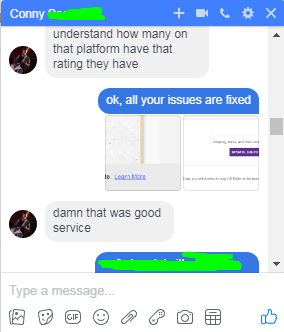 Conny
understand how many on
that platform have that
rating they have
ok, all your issues are fixed
Learn More
damn that was good
service
Type a message...
GIF